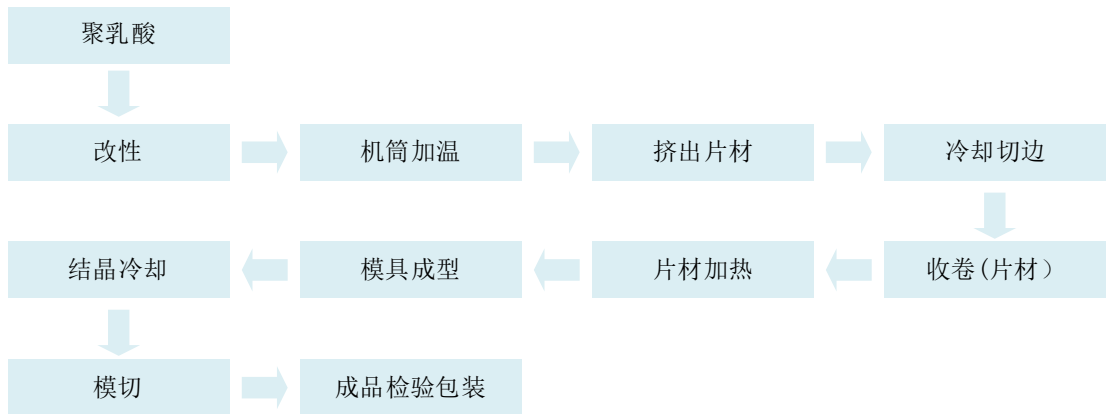 聚乳酸
改性
机筒加温
挤出片材
冷却切边
收卷(片材）
片材加热
模具成型
结晶冷却
模切
成品检验包装